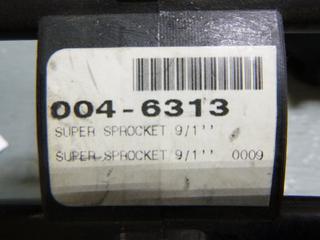 004-6313
SUPER SPROCKET 9/1''
SUPER SPROCKET 9/1'' 0009